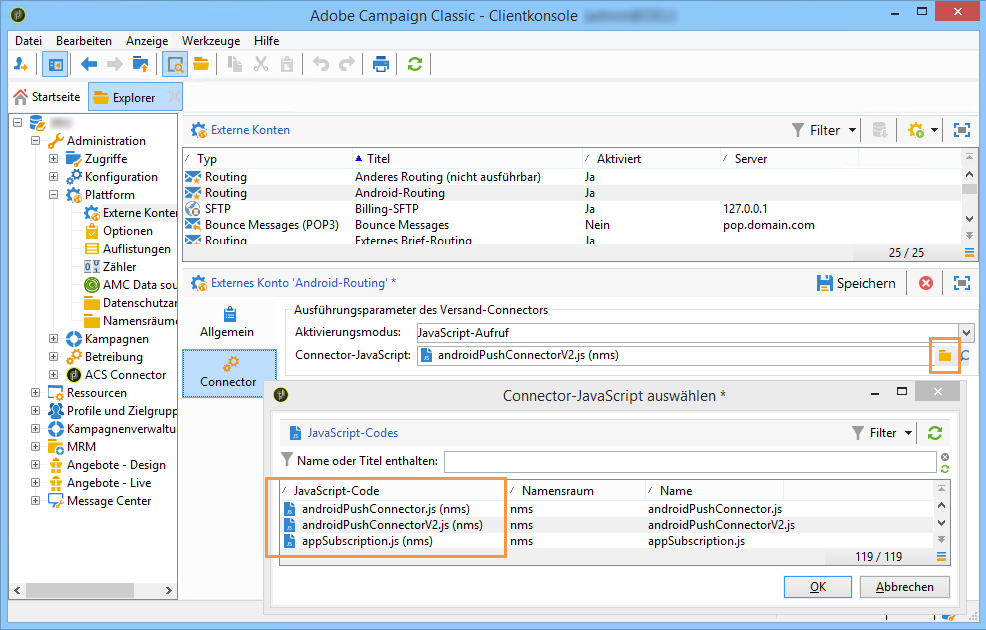 Adobe Campaign Classic - Clientkonsole
Datei Bearbeiten Anzeige Werkzeuge Hilfe
Startseite Explorer
Administration
Zugriffe
Konfiguration
Plattform
Externe Konten
Optionen
Auflistungen
Zähler
AMC Data sou
Datenschutzan
Namensräume
Kampagnen
Betreibung
ACS Connector
Ressourcen
Profile und Zielgrupp
Kampagnenverwaltu
MRM
Angebote - Design
Angebote - Live
Message Center
Externe Konten Filter
Typ Titel Aktiviert Server
Routing Anderes Routing (nicht ausführbar) Ja
Routing Android-Routing Ja
SFTP Billing-SFTP Ja 127.0.0.1
Bounce Messages (POP3) Bounce Messages Nein pop.domain.com
Routing Externes Brief-Routing Ja
25 / 25
Externes Konto 'Android-Routing' * Speichern
Allgemein
Connector
Ausführungsparameter des Versand-Connectors
Aktivierungsmodus: JavaScript-Aufruf
Connector-JavaScript: androidPushConnectorV2.js (nms)
Connector-JavaScript auswählen *
JavaScript-Codes Filter
Name oder Titel enthalten:
JavaScript-Code Namensraum Name
androidPushConnector.js (nms) nms androidPushConnector.js
androidPushConnectorV2.js (nms) nms androidPushConnectorV2.js
appSubscription.js (nms) nms appSubscription.js
119 / 119
OK Abbrechen